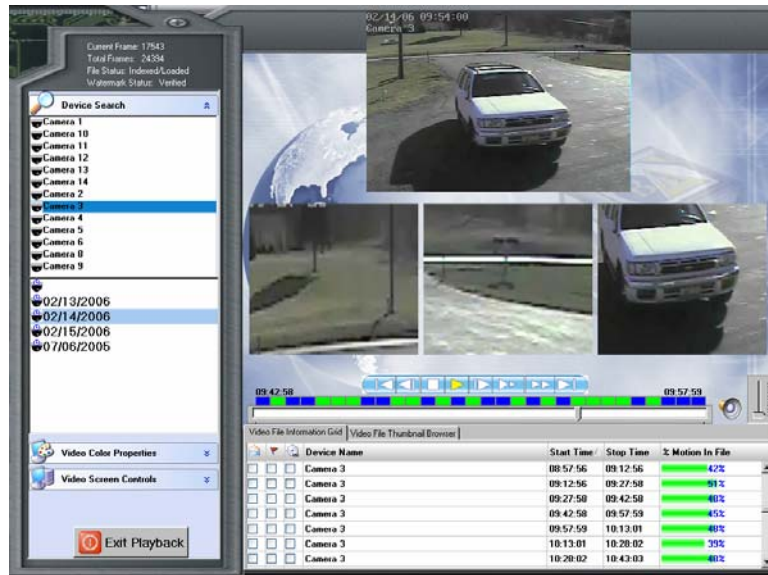 Current Frame: 17543
Total Frames: 24394
File Status: Indexed/Loaded
Watermark Status: Verified
Device Search
Camera 1
Camera 10
Camera 11
Camera 12
Camera 13
Camera 14
Camera 2
Camera 3
Camera 4
Camera 5
Camera 6
Camera 8
Camera 9
02/13/2006
02/14/2006
02/15/2006
07/06/2005
Video Color Properties
Video Screen Controls
Exit Playback
02/14/06 09:54:00
Camera 3
09:42:58 09:57:59
Video File Information Grid Video File Thumbnail Browser
Device Name Start Time Stop Time % Motion In File
Camera 3 08:57:56 09:12:56 42%
Camera 3 09:12:56 09:27:58 51%
Camera 3 09:27:58 09:42:58 40%
Camera 3 09:42:58 09:57:59 45%
Camera 3 09:57:59 10:13:01 40%
Camera 3 10:13:01 10:28:02 39%
Camera 3 10:28:02 10:43:03 40%